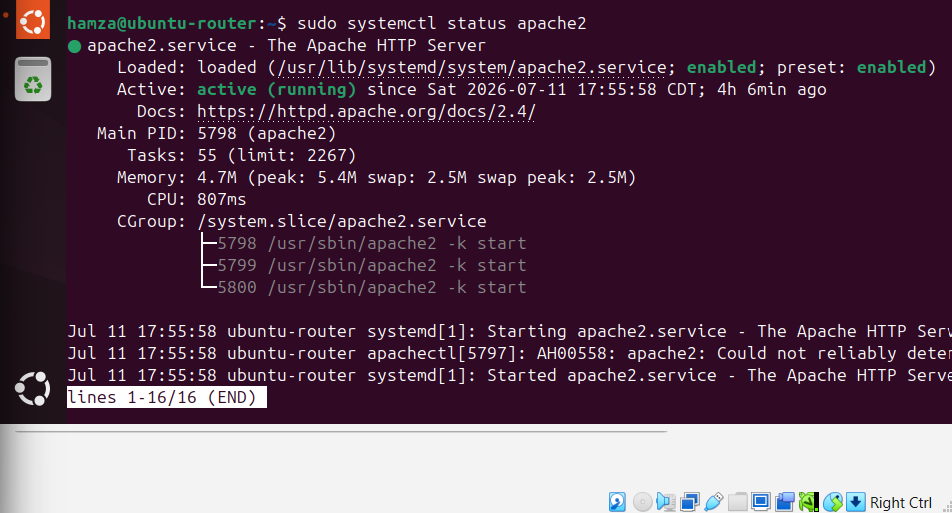 hamza@ubuntu-router:~$ sudo systemctl status apache2
● apache2.service - The Apache HTTP Server
Loaded: loaded (/usr/lib/systemd/system/apache2.service; enabled; preset: enabled)
Active: active (running) since Sat 2026-07-11 17:55:58 CDT; 4h 6min ago
Docs: https://httpd.apache.org/docs/2.4/
Main PID: 5798 (apache2)
Tasks: 55 (limit: 2267)
Memory: 4.7M (peak: 5.4M swap: 2.5M swap peak: 2.5M)
CPU: 807ms
CGroup: /system.slice/apache2.service
├─5798 /usr/sbin/apache2 -k start
├─5799 /usr/sbin/apache2 -k start
└─5800 /usr/sbin/apache2 -k start
Jul 11 17:55:58 ubuntu-router systemd[1]: Starting apache2.service - The Apache HTTP Serv
Jul 11 17:55:58 ubuntu-router apachectl[5797]: AH00558: apache2: Could not reliably deter
Jul 11 17:55:58 ubuntu-router systemd[1]: Started apache2.service - The Apache HTTP Serve
lines 1-16/16 (END)
Right Ctrl